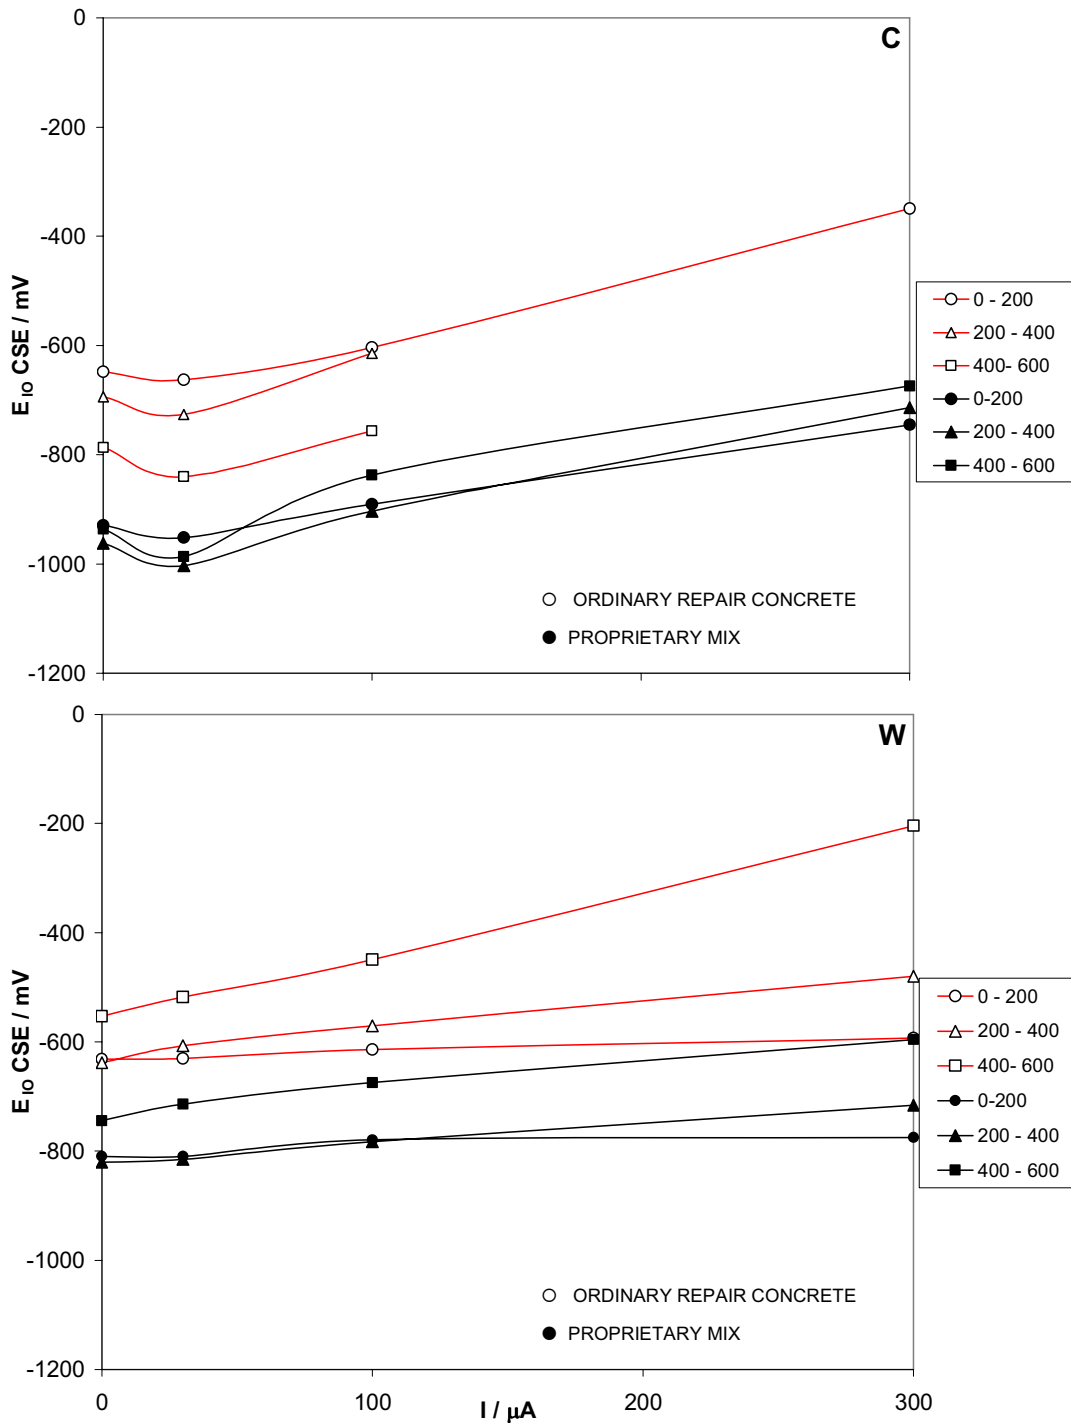 C
0
-200
-400
-600
-800
-1000
-1200
E IO CSE / mV
0 - 200
200 - 400
400- 600
0-200
200 - 400
400 - 600
ORDINARY REPAIR CONCRETE
PROPRIETARY MIX
W
0
-200
-400
-600
-800
-1000
-1200
E IO CSE / mV
0 - 200
200 - 400
400- 600
0-200
200 - 400
400 - 600
ORDINARY REPAIR CONCRETE
PROPRIETARY MIX
0 100 200 300
I / μA